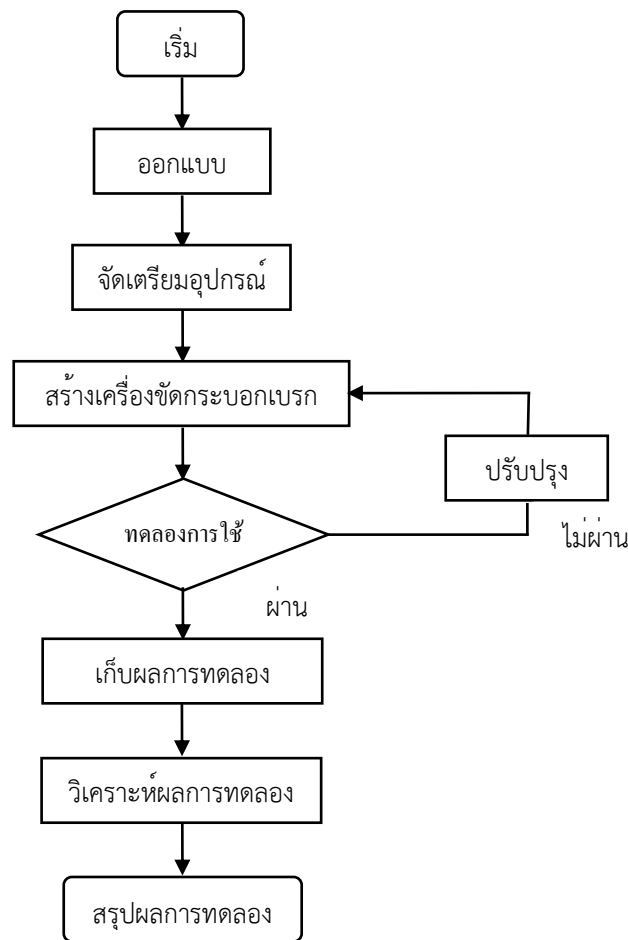 เริ่ม
ออกแบบ
จัดเตรียมอุปกรณ์
สร้างเครื่องขัดกระบอกเบรก
ปรับปรุง
ทดลองการใช้
ไม่ผ่าน
ผ่าน
เก็บผลการทดลอง
วิเคราะห์ผลการทดลอง
สรุปผลการทดลอง